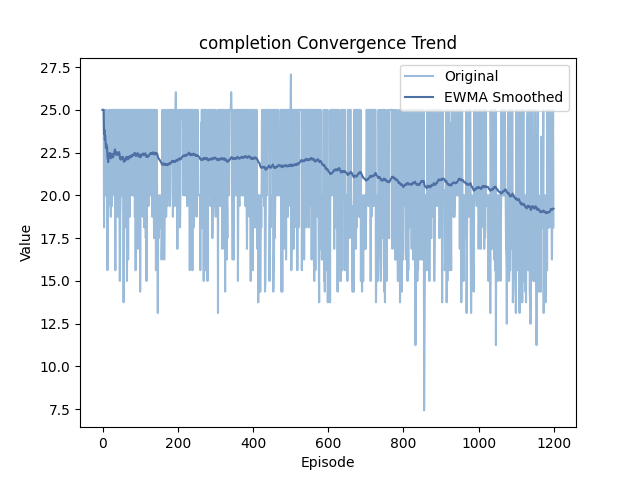 completion Convergence Trend
Original
EWMA Smoothed
Value
27.5
25.0
22.5
20.0
17.5
15.0
12.5
10.0
7.5
0 200 400 600 800 1000 1200
Episode